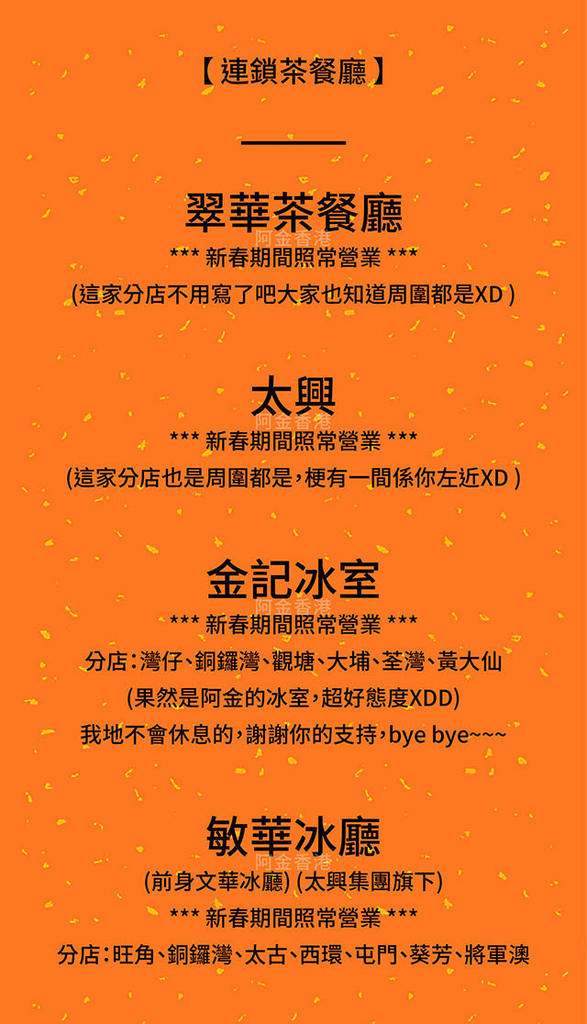 【連鎖茶餐廳】
翠華茶餐廳
阿金香港
*** 新春期間照常營業 ***
(這家分店不用寫了吧大家也知道周圍都是XD )
太興
阿金香港
*** 新春期間照常營業 ***
(這家分店也是周圍都是，梗有一間係你左近XD )
金記冰室
阿金香港
*** 新春期間照常營業 ***
分店：灣仔、銅鑼灣、觀塘、大埔、荃灣、黃大仙
(果然是阿金的冰室，超好態度XDD)
我地不會休息的，謝謝你的支持，bye bye~~~
敏華冰廳
阿金香港
(前身文華冰廳) (太興集團旗下)
*** 新春期間照常營業 ***
分店：旺角、銅鑼灣、太古、西環、屯門、葵芳、將軍澳